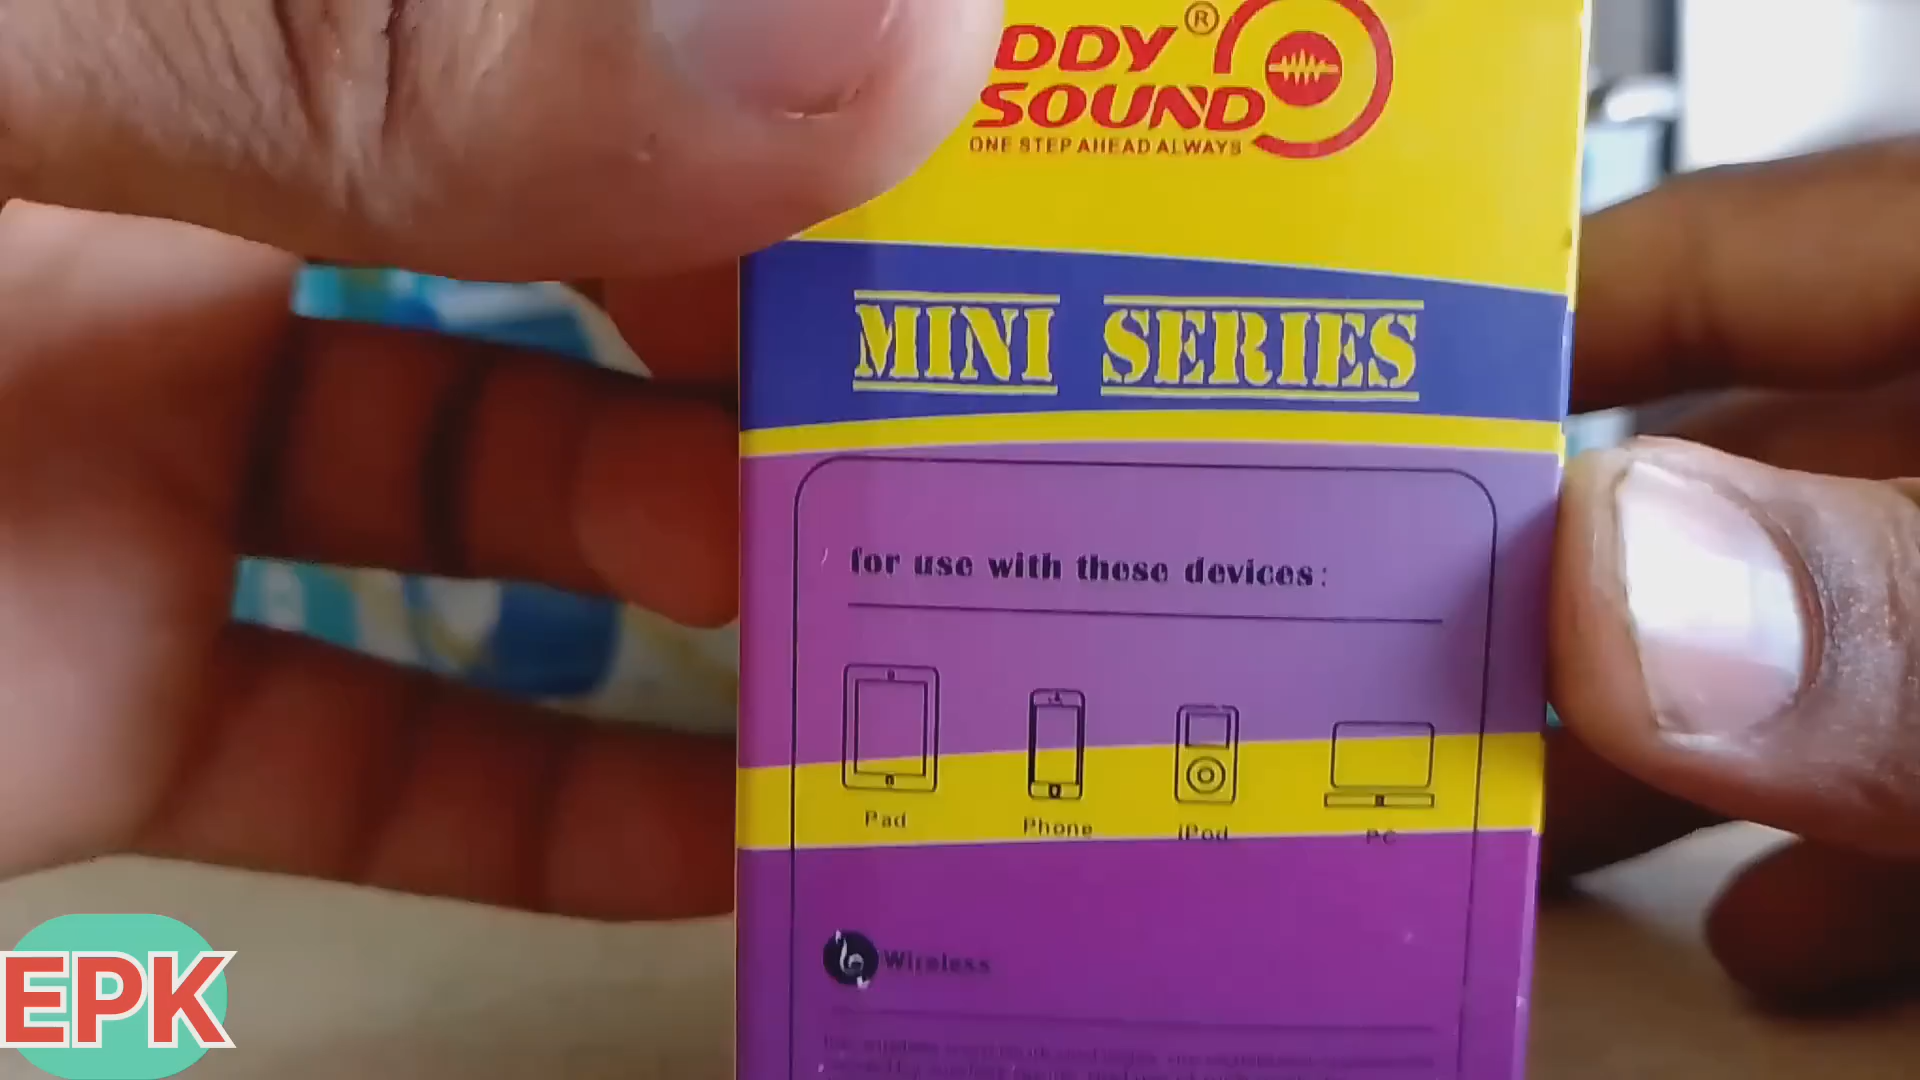 DDY ®
SOUND
ONE STEP AHEAD ALWAYS
MINI SERIES
for use with these devices:
Pad Phone iPod PC
Wireless
EPK